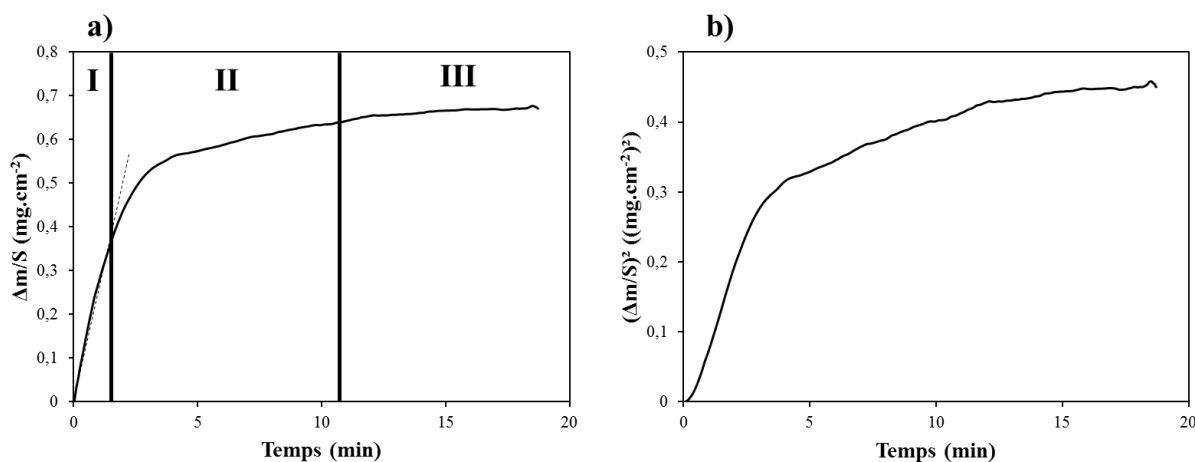 a)
I
II
III
0,8
0,7
0,6
0,5
0,4
0,3
0,2
0,1
0
Δm/S (mg.cm⁻²)
0
5
10
15
20
Temps (min)
b)
0,5
0,4
0,3
0,2
0,1
0
(Δm/S)² ((mg.cm⁻²)²)
0
5
10
15
20
Temps (min)